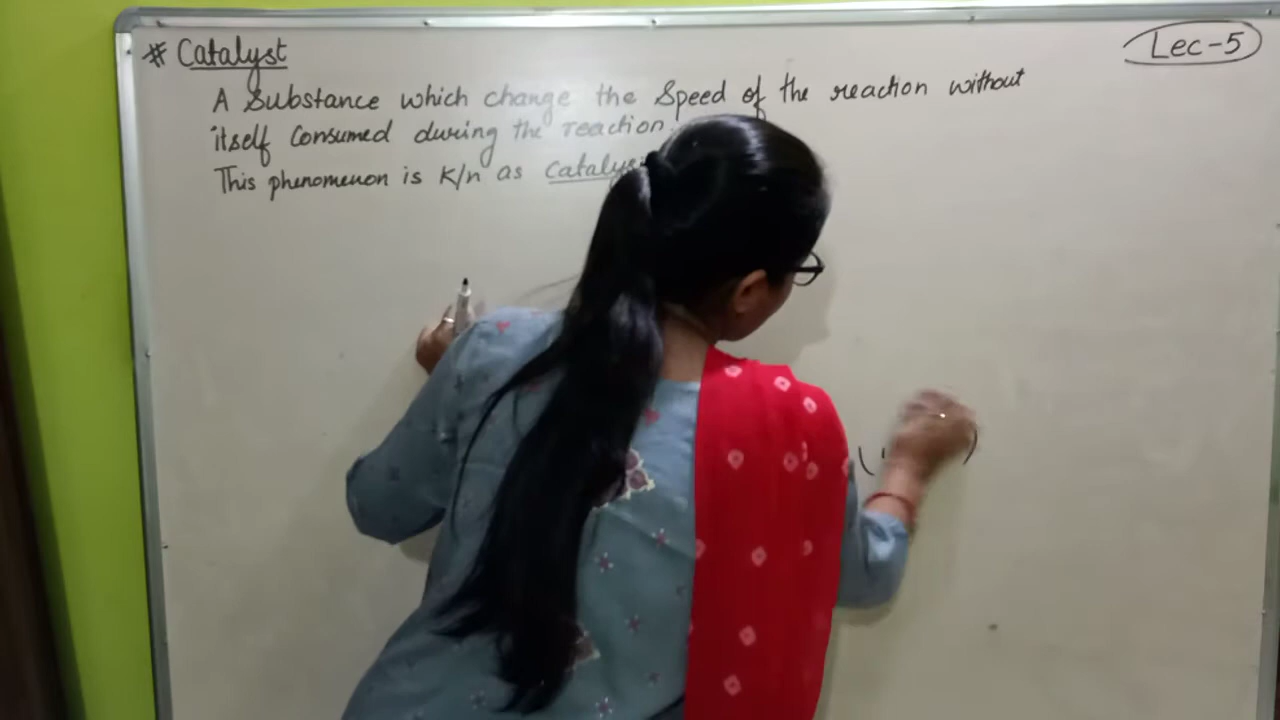 # Catalyst
Lec-5
A Substance which change the Speed of the reaction without
itself Consumed during the reaction.
This phenomenon is K/n as